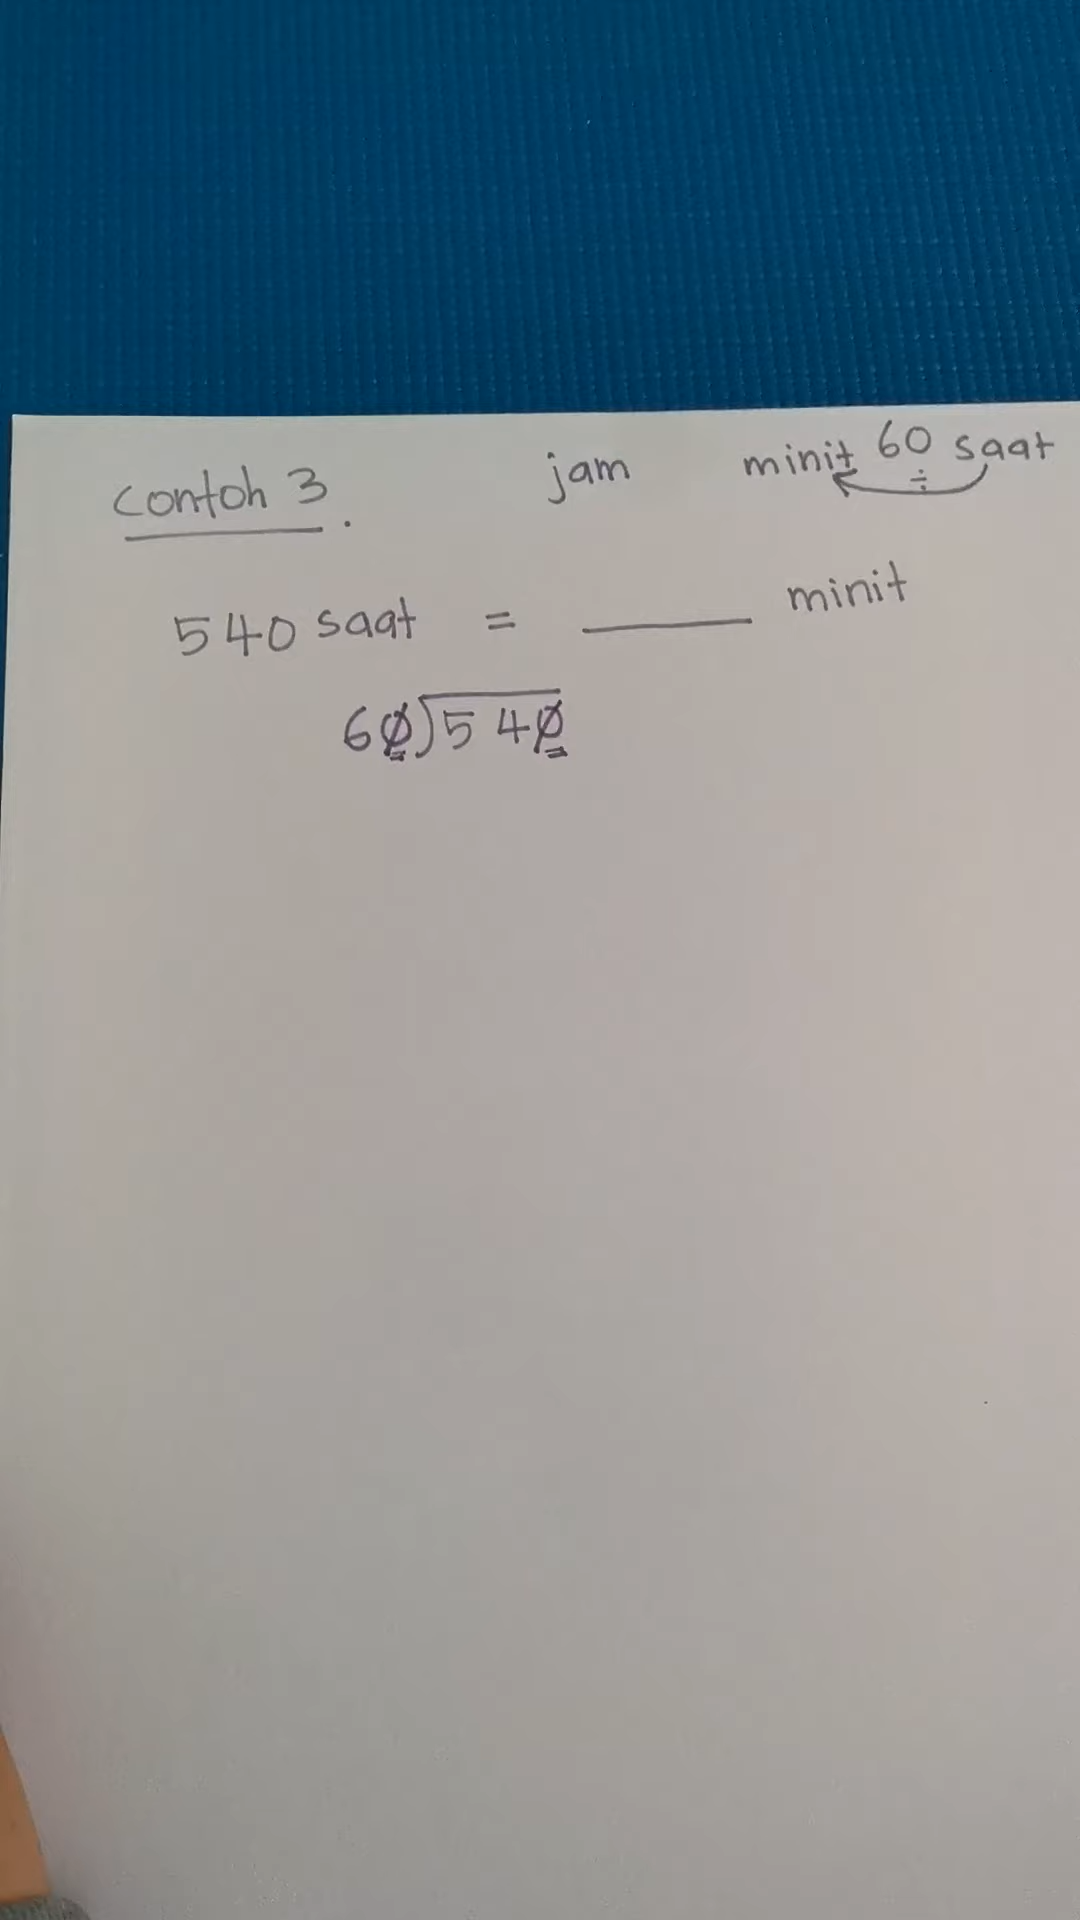 Contoh 3. jam minit 60 saat
÷
540 saat = ______ minit
60)540